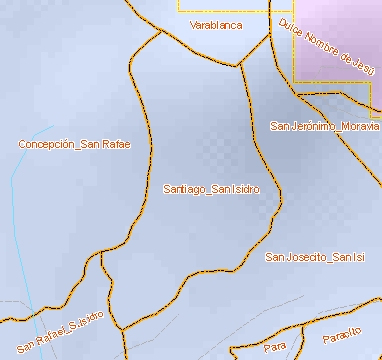 Varablanca
Dulce Nombre de Jesú
San Jerónimo_Moravia
Concepción_San Rafae
Santiago_San Isidro
San Josecito_San Isi
San Rafael_S.Isidro
Para
Paracito